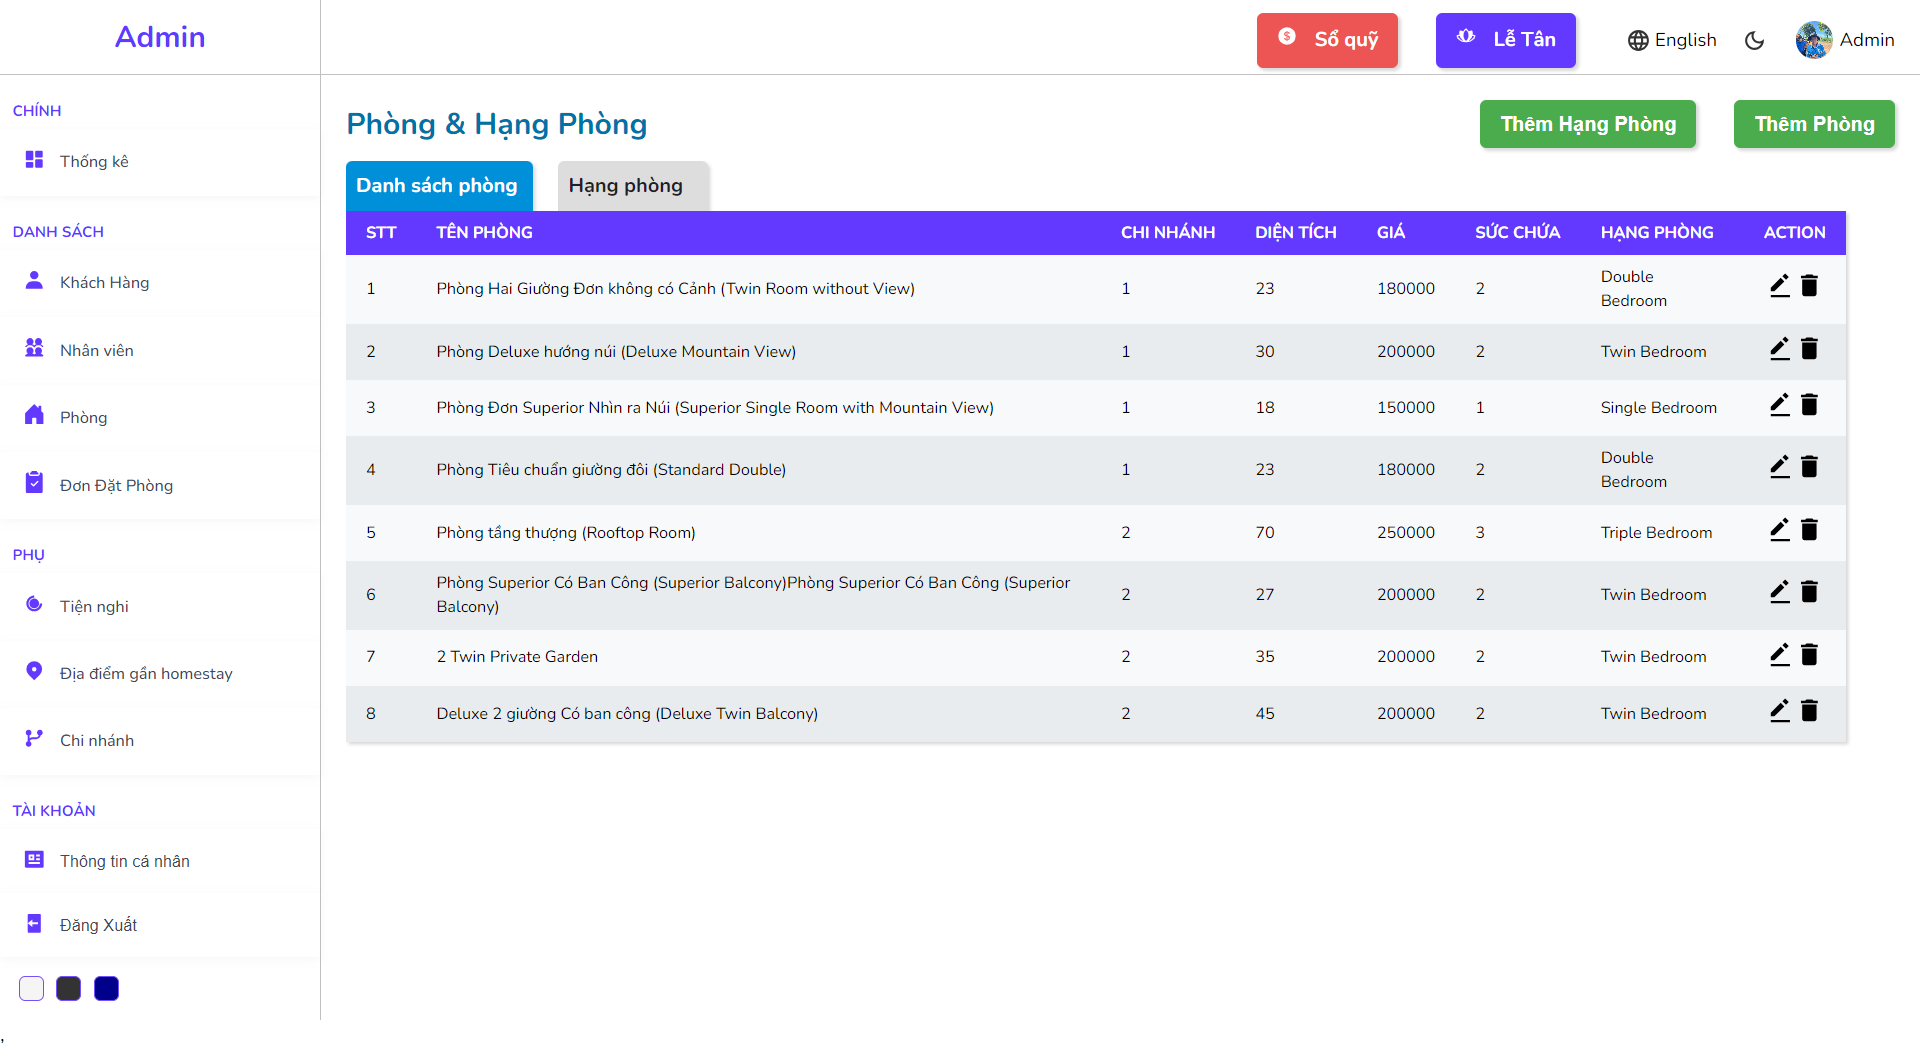 Admin
Sổ quỹ
Lễ Tân
English
Admin
CHÍNH
Thống kê
DANH SÁCH
Khách Hàng
Nhân viên
Phòng
Đơn Đặt Phòng
PHỤ
Tiện nghi
Địa điểm gần homestay
Chi nhánh
TÀI KHOẢN
Thông tin cá nhân
Đăng Xuất
,
Phòng & Hạng Phòng
Thêm Hạng Phòng
Thêm Phòng
Danh sách phòng
Hạng phòng
STT TÊN PHÒNG CHI NHÁNH DIỆN TÍCH GIÁ SỨC CHỨA HẠNG PHÒNG ACTION
1 Phòng Hai Giường Đơn không có Cảnh (Twin Room without View) 1 23 180000 2 Double
Bedroom
2 Phòng Deluxe hướng núi (Deluxe Mountain View) 1 30 200000 2 Twin Bedroom
3 Phòng Đơn Superior Nhìn ra Núi (Superior Single Room with Mountain View) 1 18 150000 1 Single Bedroom
4 Phòng Tiêu chuẩn giường đôi (Standard Double) 1 23 180000 2 Double
Bedroom
5 Phòng tầng thượng (Rooftop Room) 2 70 250000 3 Triple Bedroom
6 Phòng Superior Có Ban Công (Superior Balcony)Phòng Superior Có Ban Công (Superior
Balcony) 2 27 200000 2 Twin Bedroom
7 2 Twin Private Garden 2 35 200000 2 Twin Bedroom
8 Deluxe 2 giường Có ban công (Deluxe Twin Balcony) 2 45 200000 2 Twin Bedroom